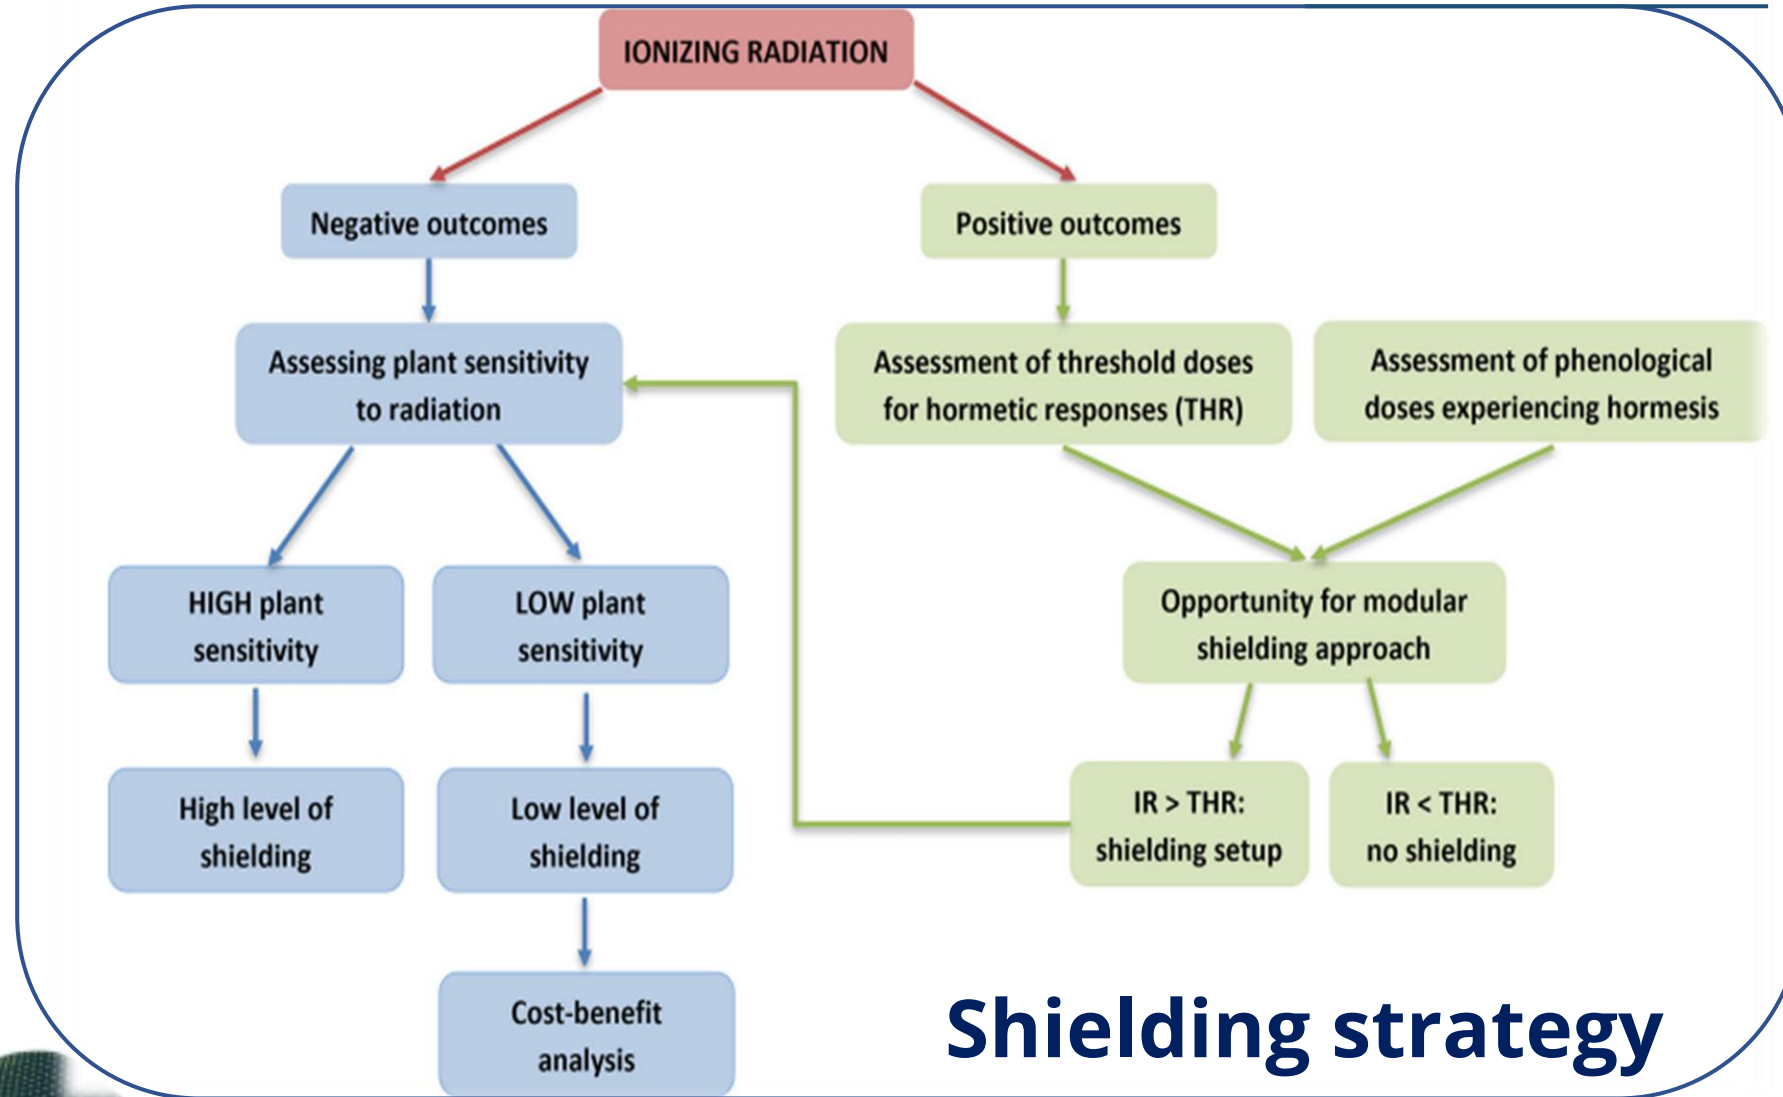 IONIZING RADIATION
Negative outcomes
Positive outcomes
Assessing plant sensitivity
to radiation
Assessment of threshold doses
for hormetic responses (THR)
Assessment of phenological
doses experiencing hormesis
HIGH plant
sensitivity
LOW plant
sensitivity
Opportunity for modular
shielding approach
High level of
shielding
Low level of
shielding
IR > THR:
shielding setup
IR < THR:
no shielding
Cost-benefit
analysis
Shielding strategy